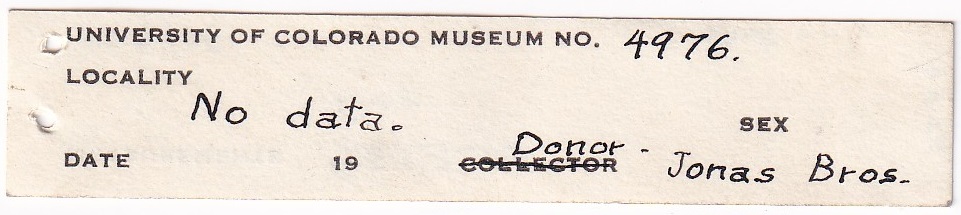 UNIVERSITY OF COLORADO MUSEUM NO. 4976.
LOCALITY
No data.
SEX
Donor -
DATE 19 COLLECTOR Jonas Bros.